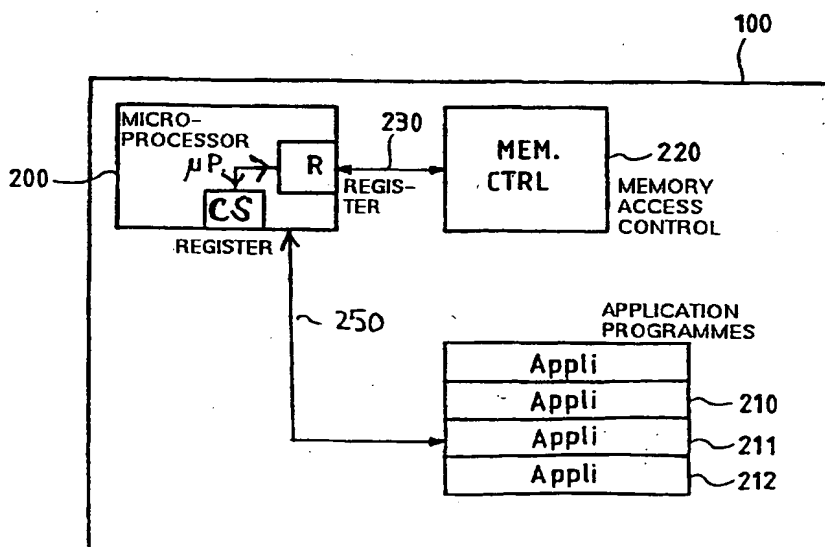 100
MICRO-
PROCESSOR
µP
R
CS
200
REGISTER
230
REGIS-
TER
MEM.
CTRL
220
MEMORY
ACCESS
CONTROL
250
APPLICATION
PROGRAMMES
Appli
Appli
210
Appli
211
Appli
212